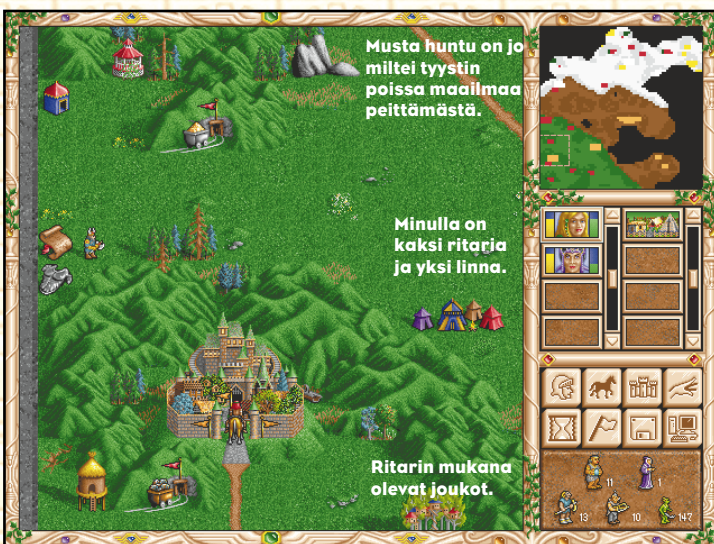 Musta huntu on jo
miltei tyystin
poissa maailmaa
peittämästä.
Minulla on
kaksi ritaria
ja yksi linna.
Ritarin mukana
olevat joukot.
11
1
13
10
147